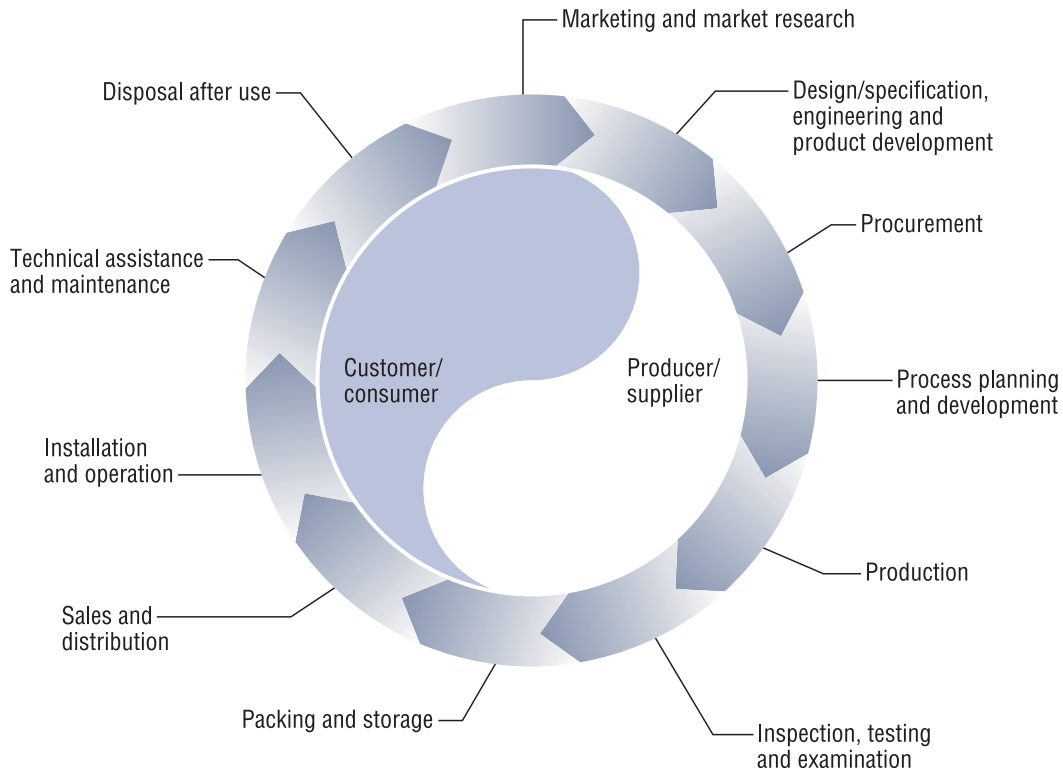 Marketing and market research
Design/specification,
engineering and
product development
Procurement
Process planning
and development
Production
Inspection, testing
and examination
Packing and storage
Sales and
distribution
Installation
and operation
Technical assistance
and maintenance
Disposal after use
Customer/
consumer
Producer/
supplier